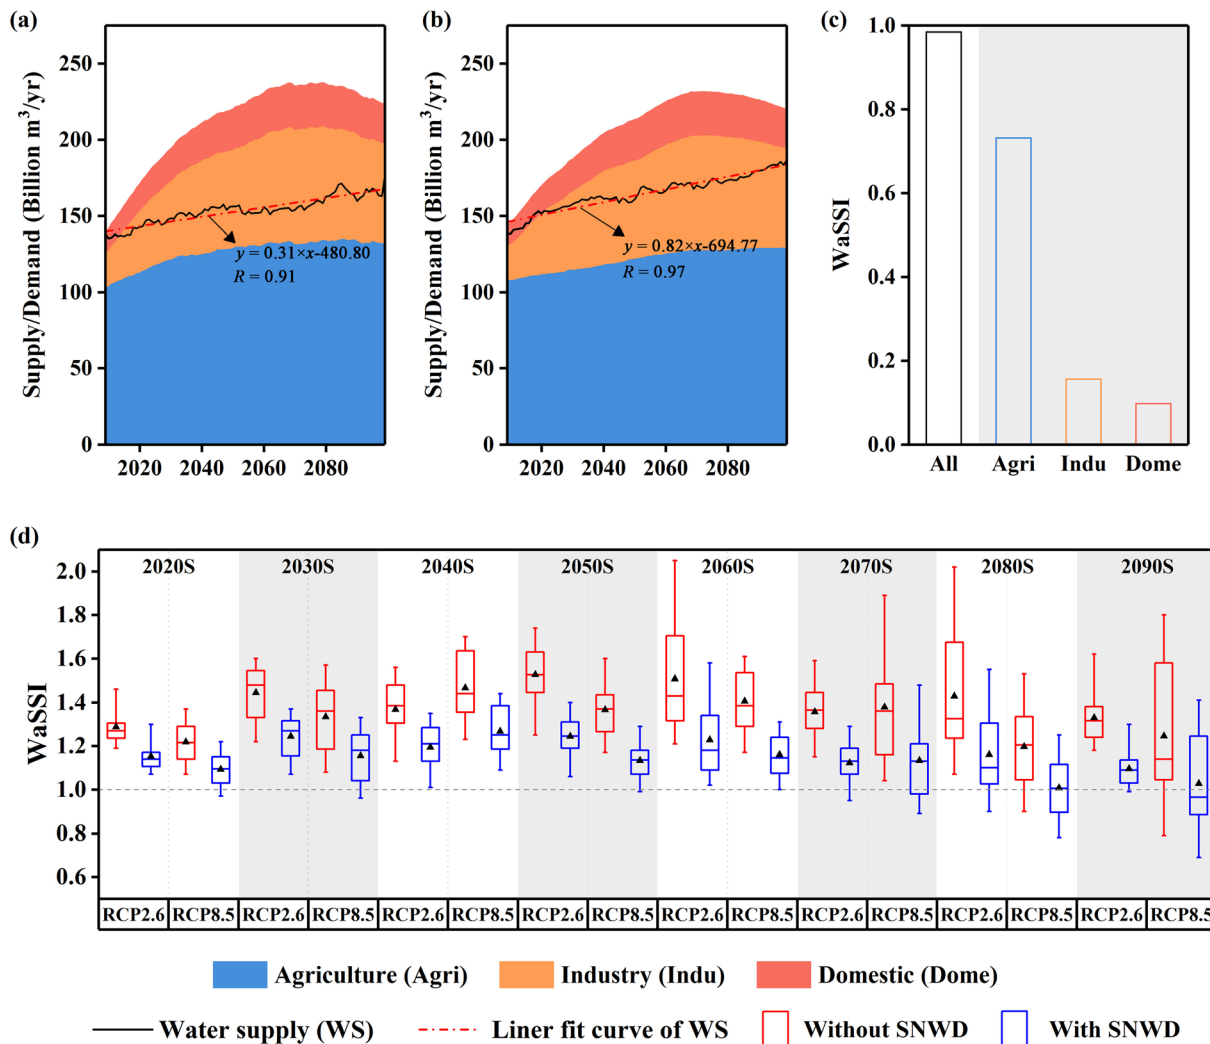 (a)
Supply/Demand (Billion m³/yr)
250
200
150
100
50
0
2020 2040 2060 2080
y = 0.31×x-480.80
R = 0.91
(b)
Supply/Demand (Billion m³/yr)
250
200
150
100
50
0
2020 2040 2060 2080
y = 0.82×x-694.77
R = 0.97
(c)
WaSSI
1.0
0.8
0.6
0.4
0.2
0.0
All Agri Indu Dome
(d)
WaSSI
2.0
1.8
1.6
1.4
1.2
1.0
0.8
0.6
2020S 2030S 2040S 2050S 2060S 2070S 2080S 2090S
RCP2.6 RCP8.5 RCP2.6 RCP8.5 RCP2.6 RCP8.5 RCP2.6 RCP8.5 RCP2.6 RCP8.5 RCP2.6 RCP8.5 RCP2.6 RCP8.5 RCP2.6 RCP8.5
Agriculture (Agri) Industry (Indu) Domestic (Dome)
Water supply (WS) Liner fit curve of WS Without SNWD With SNWD